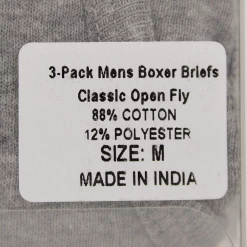 3-Pack Mens Boxer Briefs
Classic Open Fly
88% COTTON
12% POLYESTER
SIZE: M
MADE IN INDIA